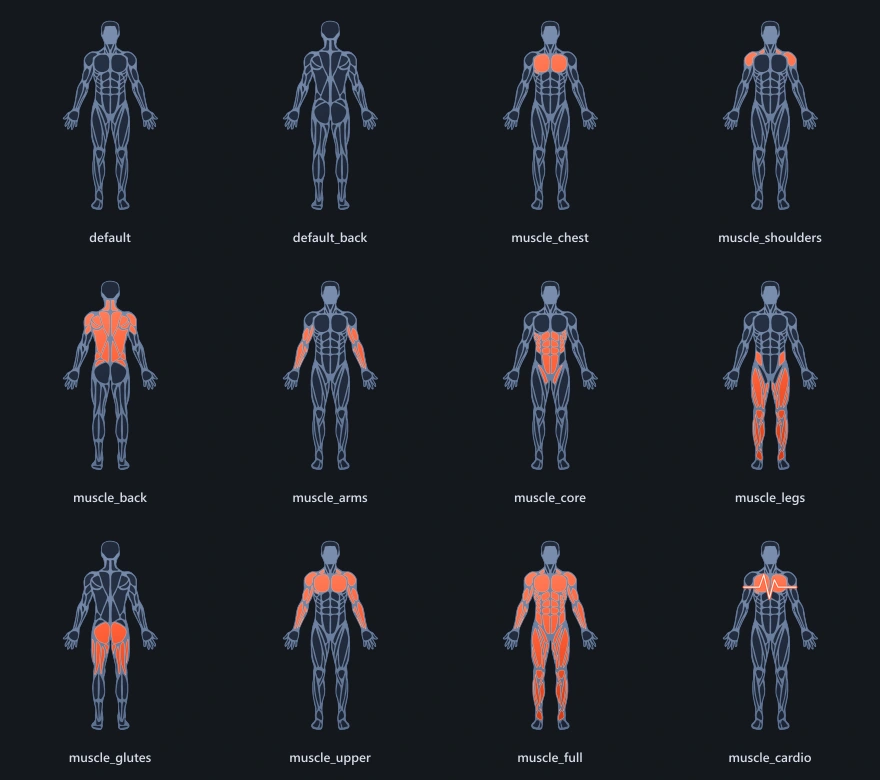 default
default_back
muscle_chest
muscle_shoulders
muscle_back
muscle_arms
muscle_core
muscle_legs
muscle_glutes
muscle_upper
muscle_full
muscle_cardio